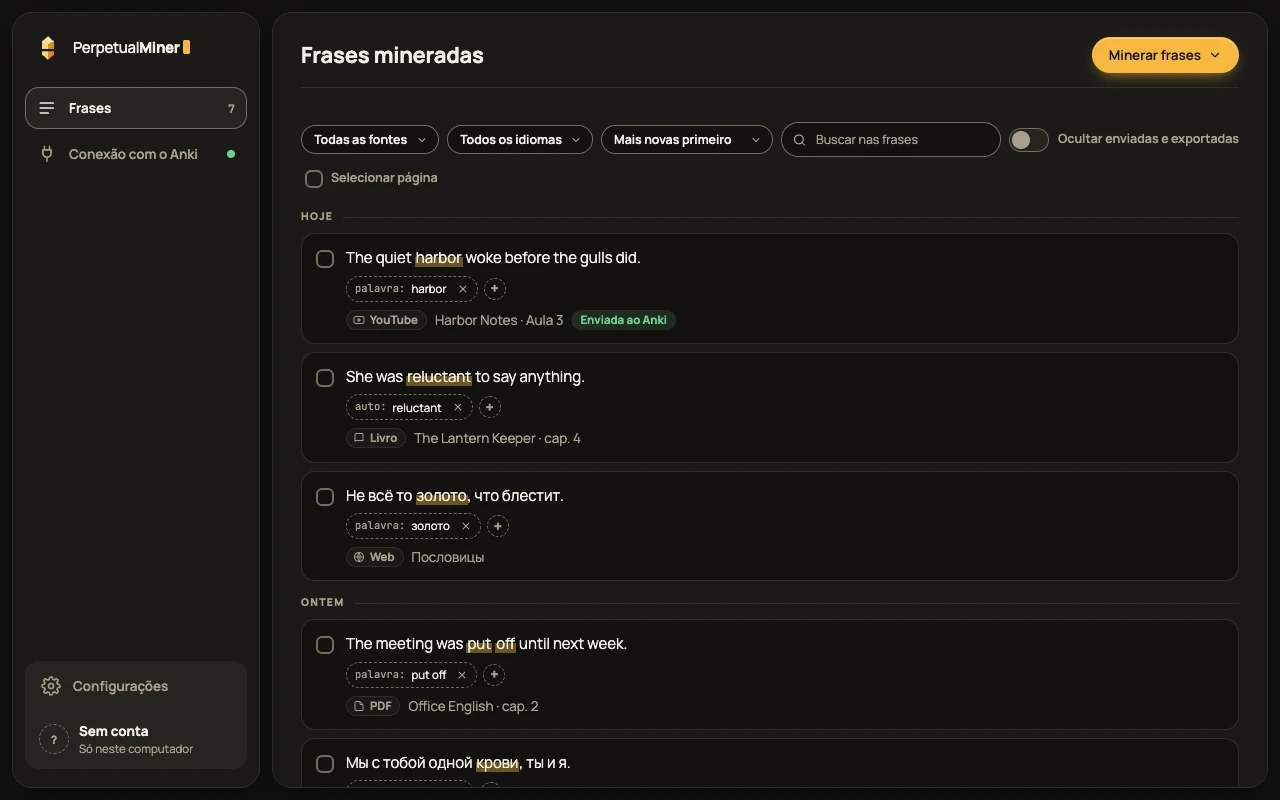 PerpetualMiner
Frases 7
Conexão com o Anki
Configurações
?
Sem conta
Só neste computador
Frases mineradas
Minerar frases
Todas as fontes
Todos os idiomas
Mais novas primeiro
Buscar nas frases
Ocultar enviadas e exportadas
Selecionar página
HOJE
The quiet harbor woke before the gulls did.
palavra: harbor × +
YouTube Harbor Notes · Aula 3 Enviada ao Anki
She was reluctant to say anything.
auto: reluctant × +
Livro The Lantern Keeper · cap. 4
Не всё то золото, что блестит.
palavra: золото × +
Web Пословицы
ONTEM
The meeting was put off until next week.
palavra: put off × +
PDF Office English · cap. 2
Мы с тобой одной крови, ты и я.